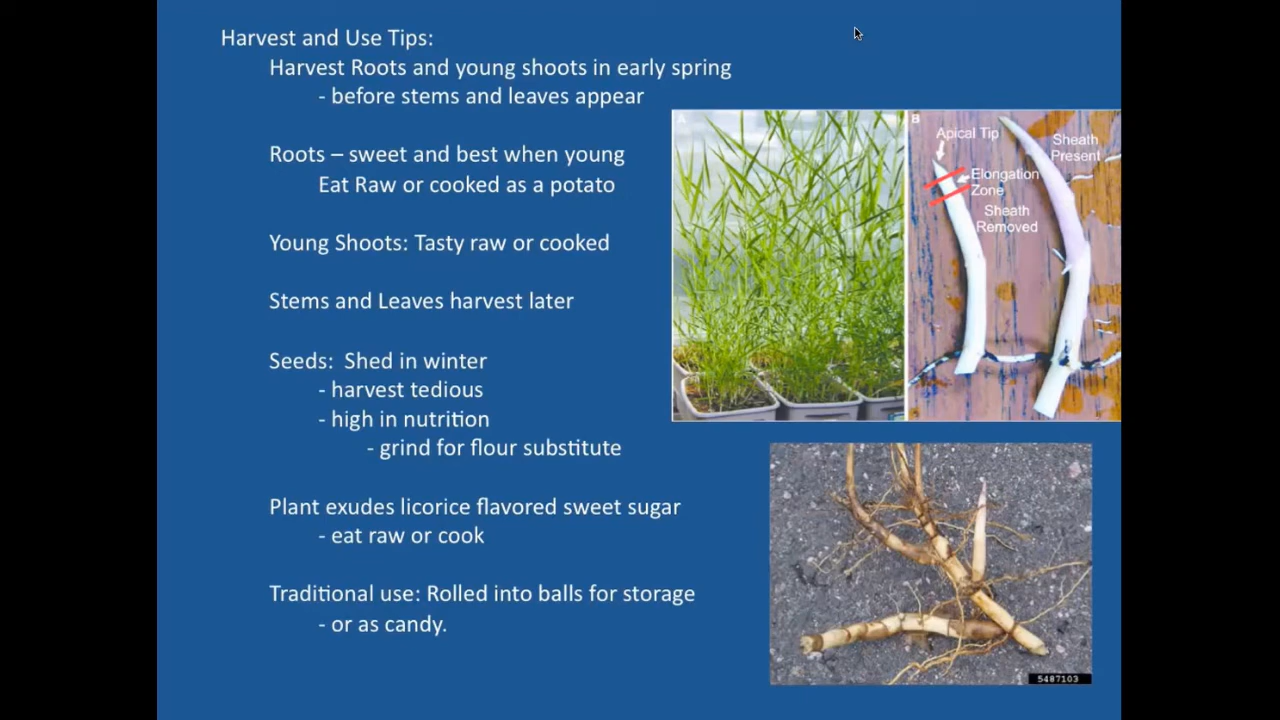 Harvest and Use Tips:
Harvest Roots and young shoots in early spring
- before stems and leaves appear
Roots – sweet and best when young
Eat Raw or cooked as a potato
Young Shoots: Tasty raw or cooked
Stems and Leaves harvest later
Seeds:  Shed in winter
- harvest tedious
- high in nutrition
- grind for flour substitute
Plant exudes licorice flavored sweet sugar
- eat raw or cook
Traditional use: Rolled into balls for storage
- or as candy.
A
B
Apical Tip
Sheath
Present
Elongation
Zone
Sheath
Removed
5487103